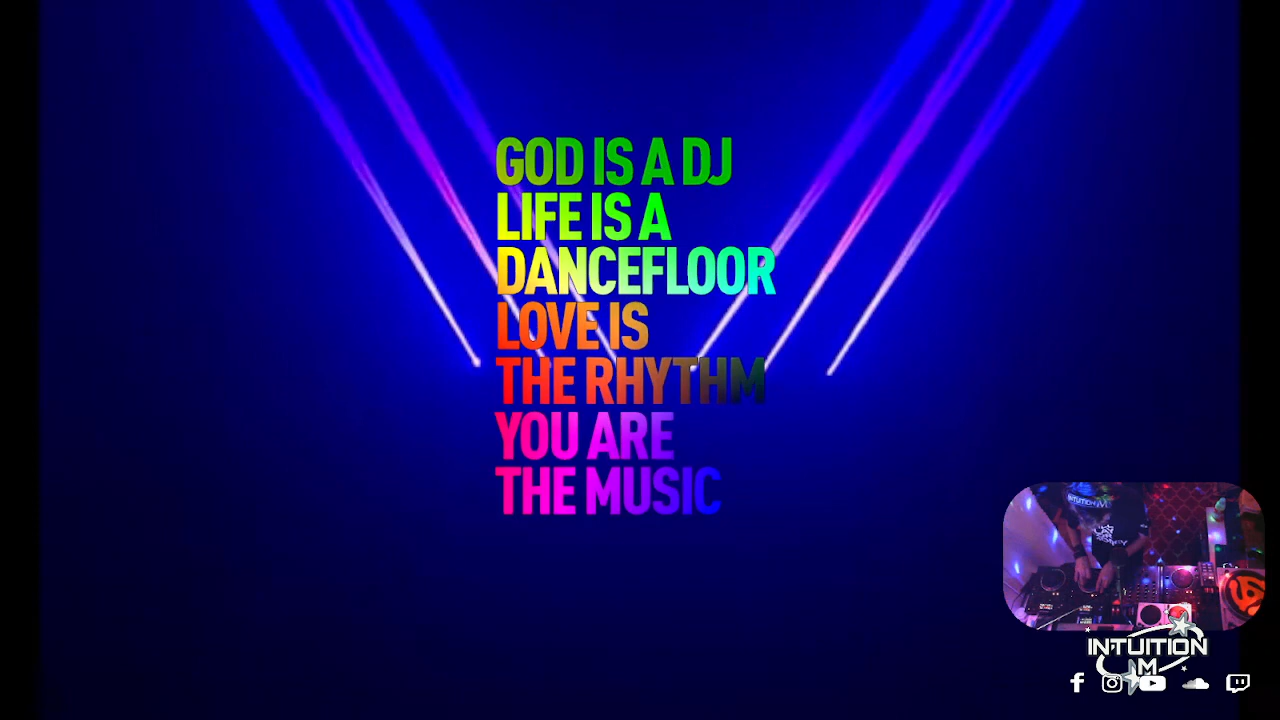 GOD IS A DJ
LIFE IS A
DANCEFLOOR
LOVE IS
THE RHYTHM
YOU ARE
THE MUSIC
INTUITION
M